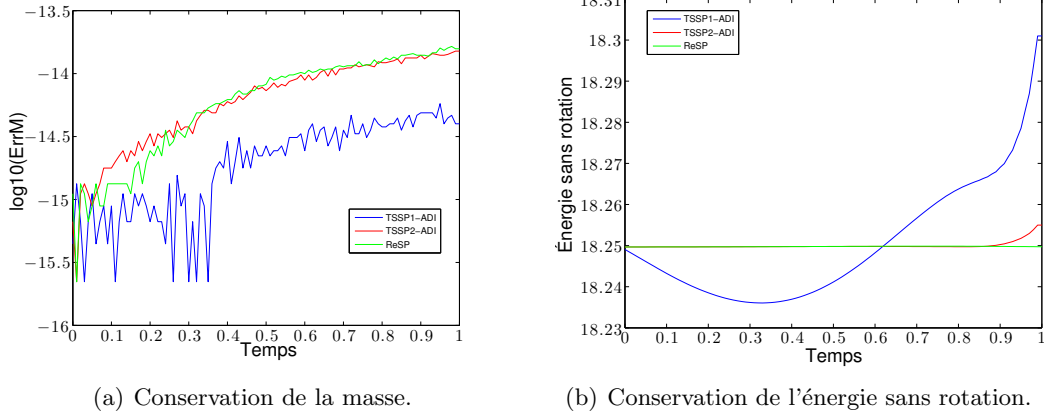 −13.5
−14
−14.5
−15
−15.5
−16
log10(ErrM)
0 0.1 0.2 0.3 0.4 0.5 0.6 0.7 0.8 0.9 1
Temps
TSSP1−ADI
TSSP2−ADI
ReSP
(a) Conservation de la masse.
18.31
18.3
18.29
18.28
18.27
18.26
18.25
18.24
18.23
Énergie sans rotation
0 0.1 0.2 0.3 0.4 0.5 0.6 0.7 0.8 0.9 1
Temps
TSSP1−ADI
TSSP2−ADI
ReSP
(b) Conservation de l'énergie sans rotation.